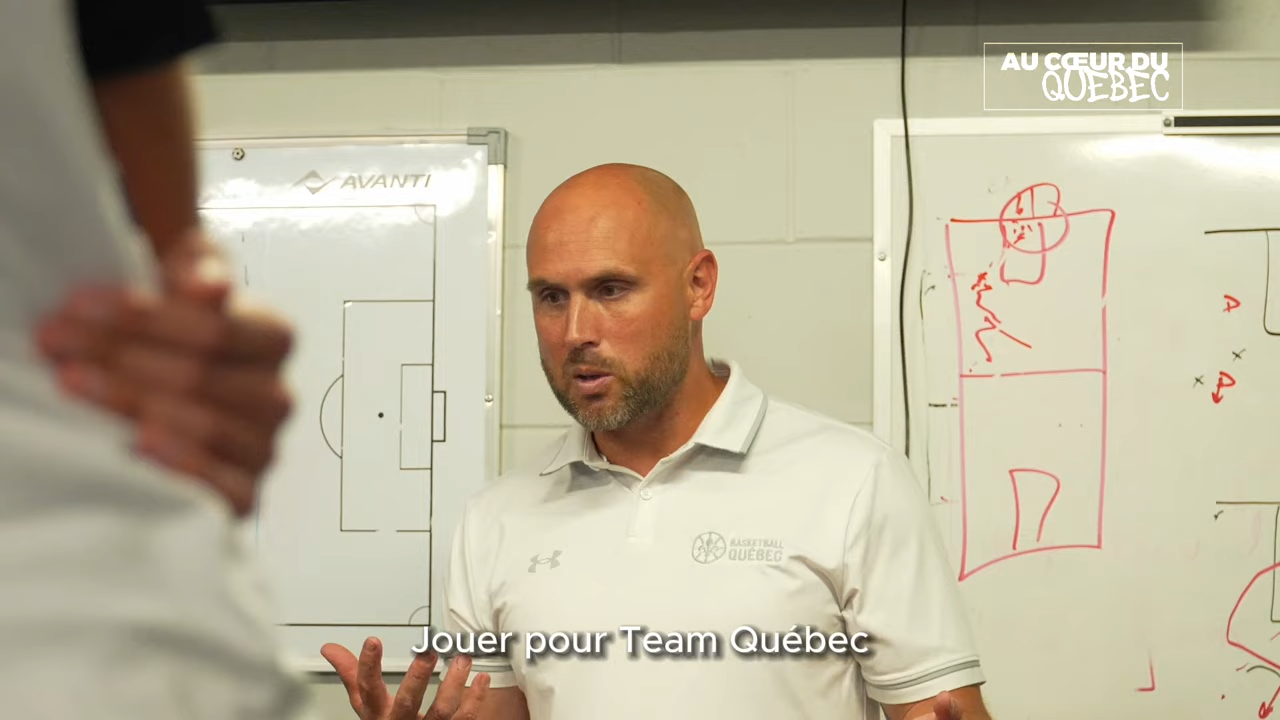 AU CŒUR DU
QUÉBEC
AVANTI
A
x
x A
BASKETBALL
QUÉBEC
Jouer pour Team Québec